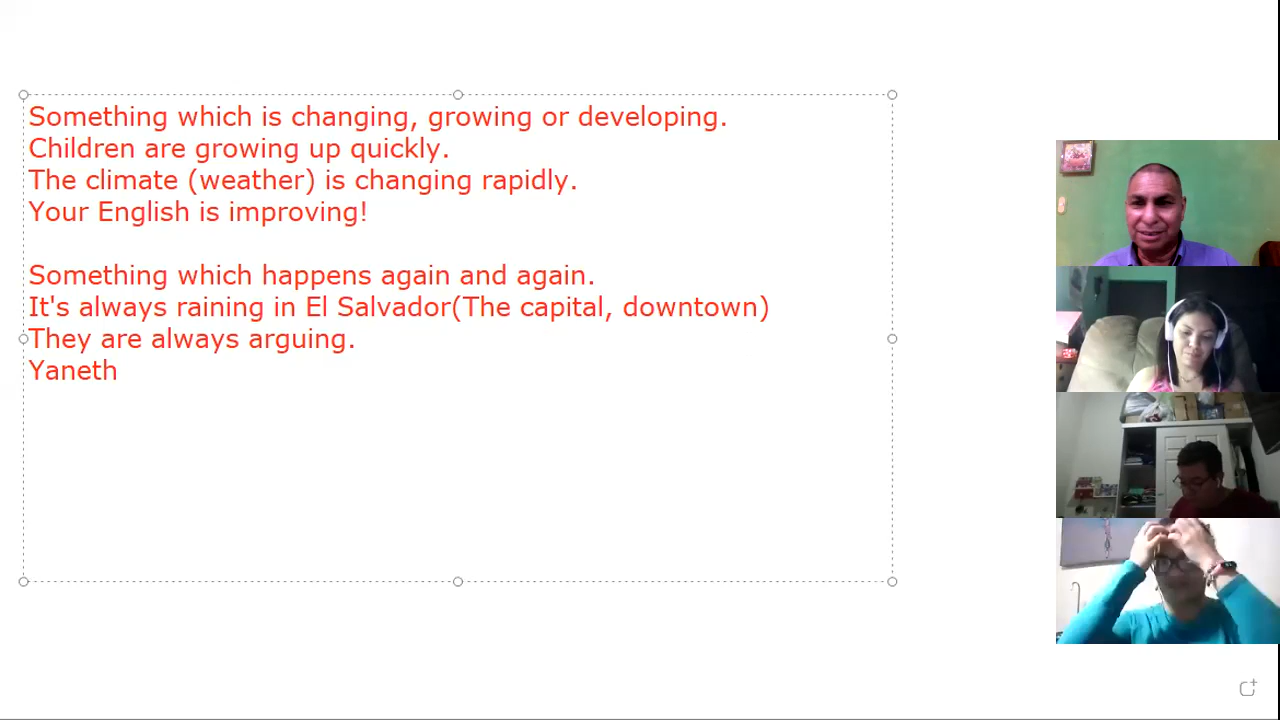 Something which is changing, growing or developing.
Children are growing up quickly.
The climate (weather) is changing rapidly.
Your English is improving!
Something which happens again and again.
It's always raining in El Salvador(The capital, downtown)
They are always arguing.
Yaneth